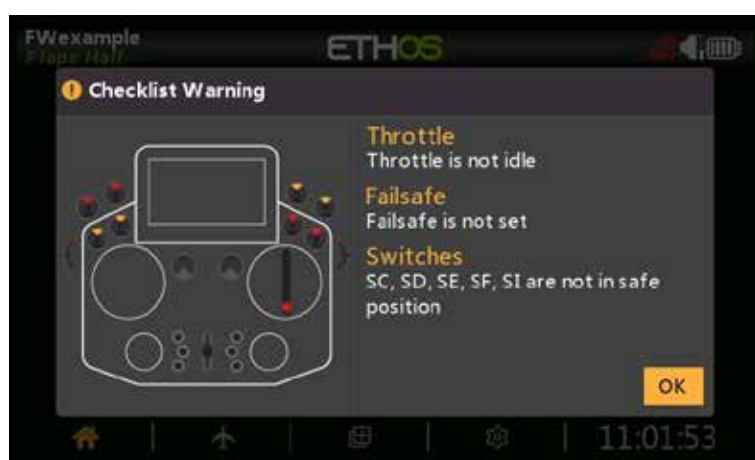 FWexample
ETHOS
Flaps Half
Checklist Warning
Throttle
Throttle is not idle
Failsafe
Failsafe is not set
Switches
SC, SD, SE, SF, SI are not in safe
position
OK
11:01:53